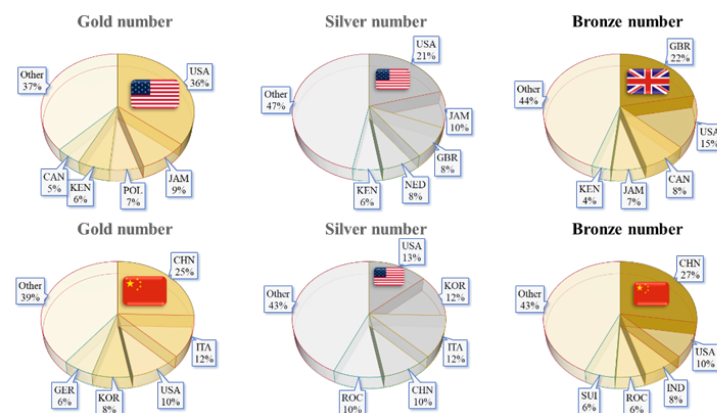 Gold number
Silver number
Bronze number
Other
37%
USA
36%
CAN
5%
KEN
6%
POL
7%
JAM
9%
USA
21%
Other
47%
JAM
10%
GBR
8%
NED
8%
KEN
6%
GBR
22%
Other
44%
USA
15%
CAN
8%
JAM
7%
KEN
4%
Gold number
Silver number
Bronze number
CHN
25%
Other
39%
ITA
12%
USA
10%
KOR
8%
GER
6%
USA
13%
Other
43%
KOR
12%
ITA
12%
CHN
10%
ROC
10%
CHN
27%
Other
43%
USA
10%
IND
8%
ROC
6%
SUI
6%